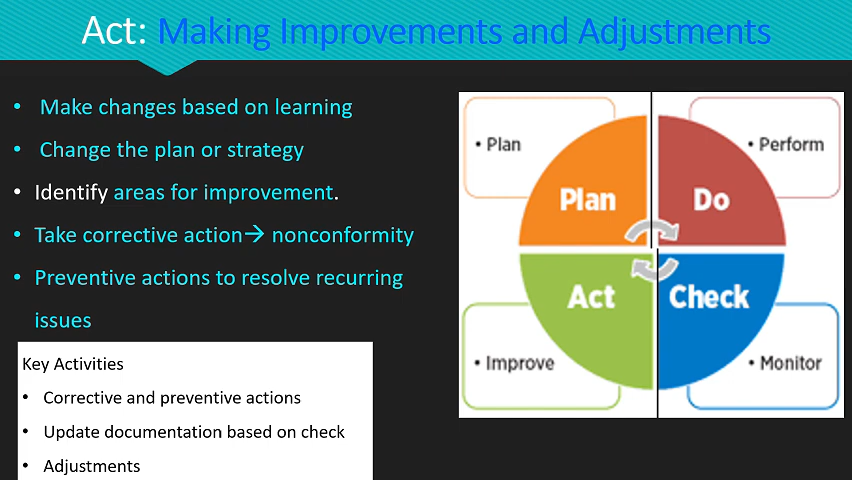 Act: Making Improvements and Adjustments
• Make changes based on learning
• Change the plan or strategy
• Identify areas for improvement.
• Take corrective action→ nonconformity
• Preventive actions to resolve recurring
issues
Key Activities
• Corrective and preventive actions
• Update documentation based on check
• Adjustments
• Plan
• Perform
Plan
Do
Act
Check
• Improve
• Monitor